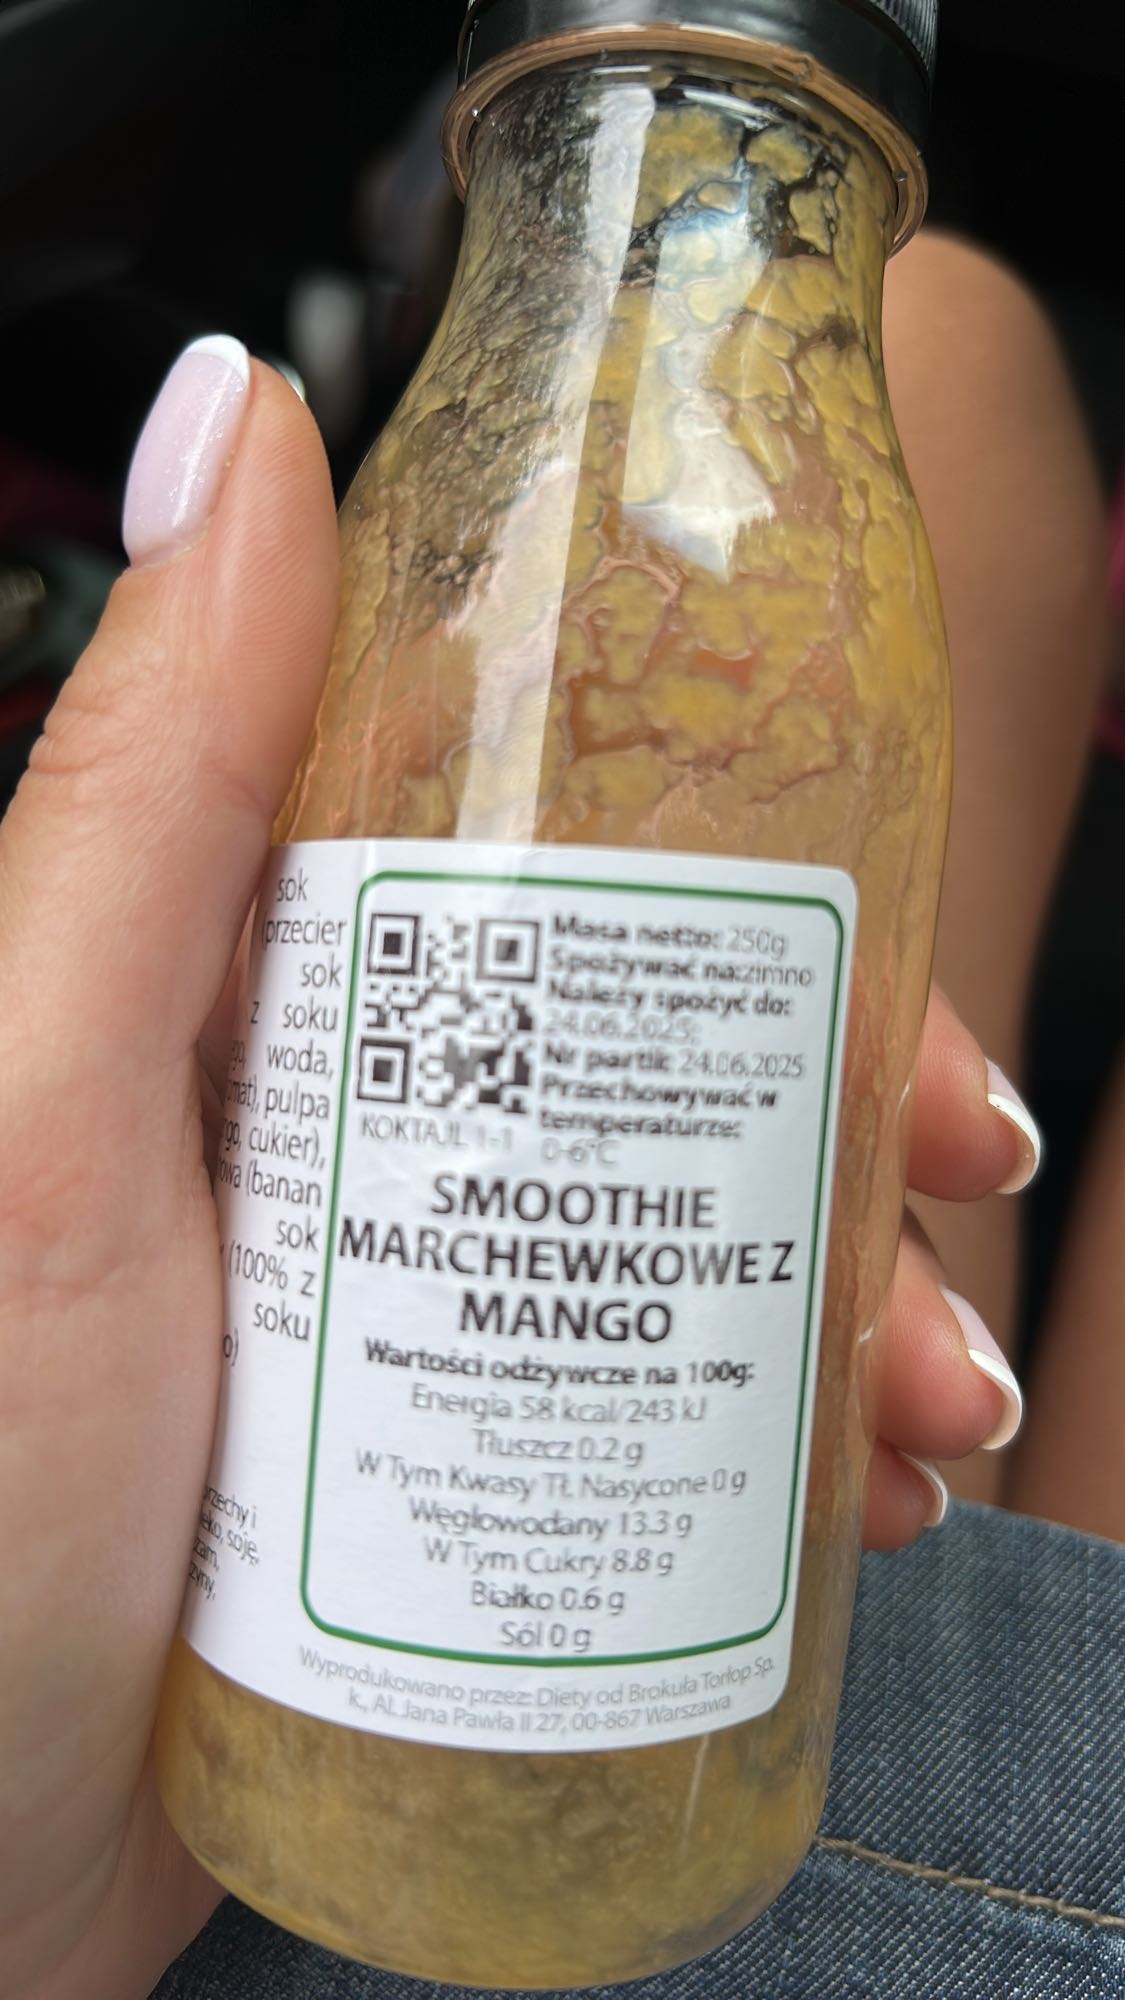 sok
(przecier
sok
z soku
woda,
pulpa
cukier),
(banan
sok
(100% z
soku
Masa netto: 250g
Spożywać na:zimno
Należy spożyć do:
24.06.2025;
Nr partii: 24.06.2025
Przechowywać w
temperaturze:
0-6°C
KOKTAJL 1-1
SMOOTHIE
MARCHEWKOWE Z
MANGO
Wartości odżywcze na 100g:
Energia 58 kcal/243 kJ
Tłuszcz 0.2 g
W Tym Kwasy Tł. Nasycone 0 g
Węglowodany 13.3 g
W Tym Cukry 8.8 g
Białko 0.6 g
Sól 0 g
Wyprodukowano przez: Diety od Brokuła Torłop Sp.
k., Al. Jana Pawła II 27, 00-867 Warszawa
soję,